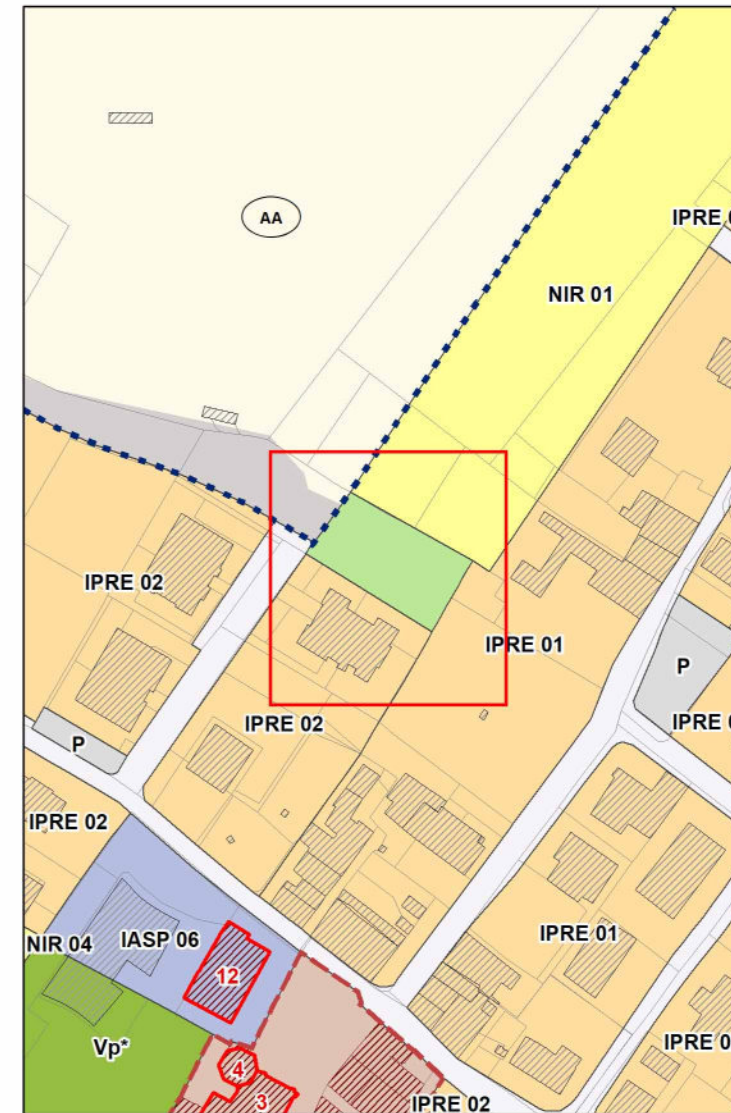 AA
IPRE 0
NIR 01
IPRE 02
IPRE 01
P
IPRE 02
IPRE 0
P
IPRE 02
IPRE 01
NIR 04
IASP 06
12
Vp*
IPRE 0
4
3
IPRE 02